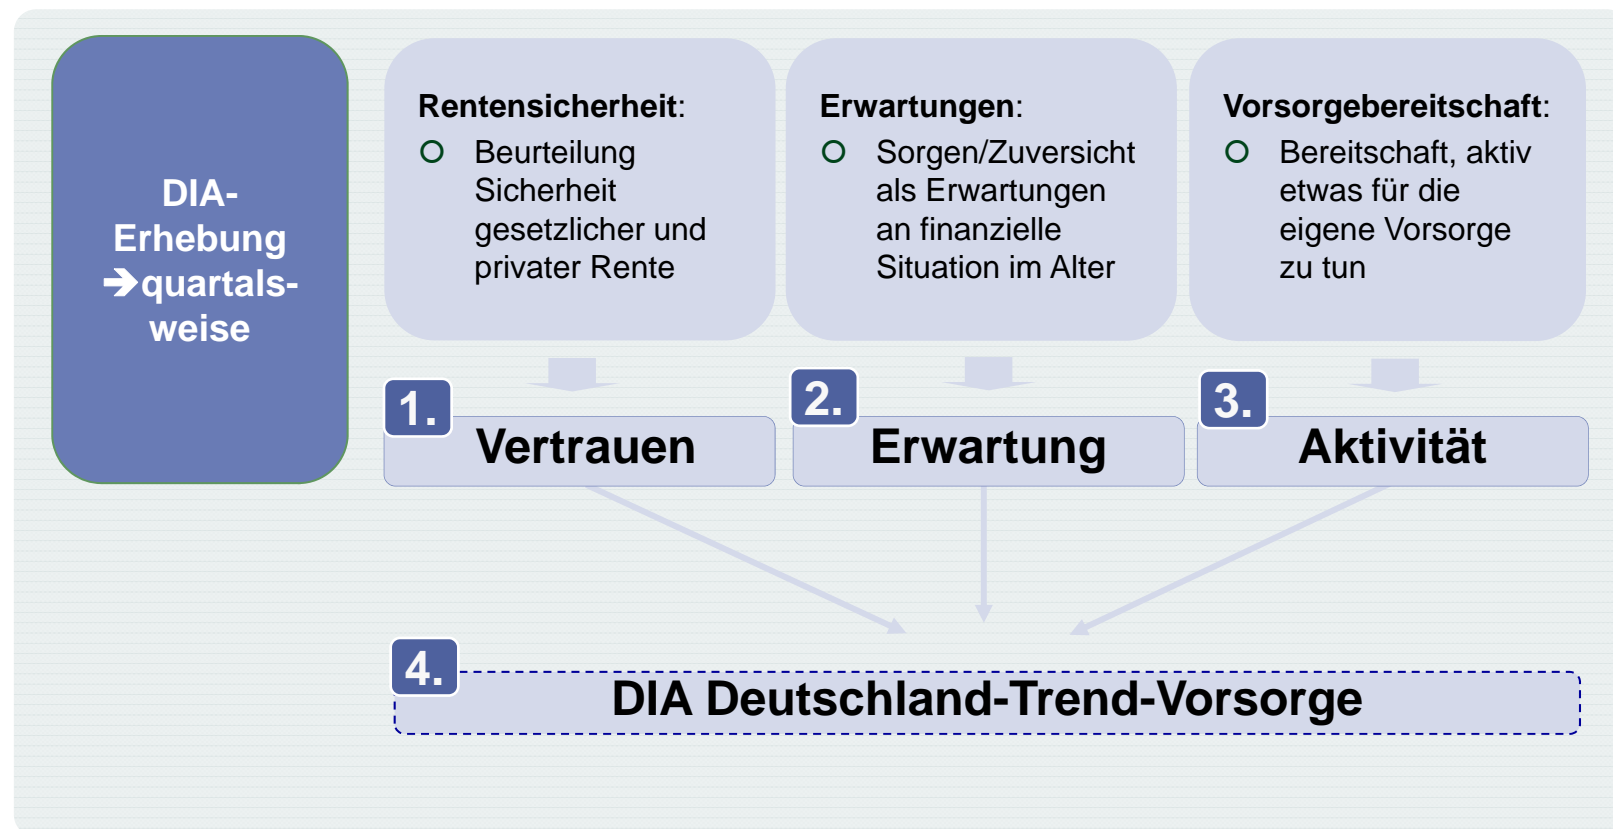 DIA-
Erhebung
➔quartals-
weise
Rentensicherheit:
Beurteilung
Sicherheit
gesetzlicher und
privater Rente
Erwartungen:
Sorgen/Zuversicht
als Erwartungen
an finanzielle
Situation im Alter
Vorsorgebereitschaft:
Bereitschaft, aktiv
etwas für die
eigene Vorsorge
zu tun
1.
Vertrauen
2.
Erwartung
3.
Aktivität
4.
DIA Deutschland-Trend-Vorsorge